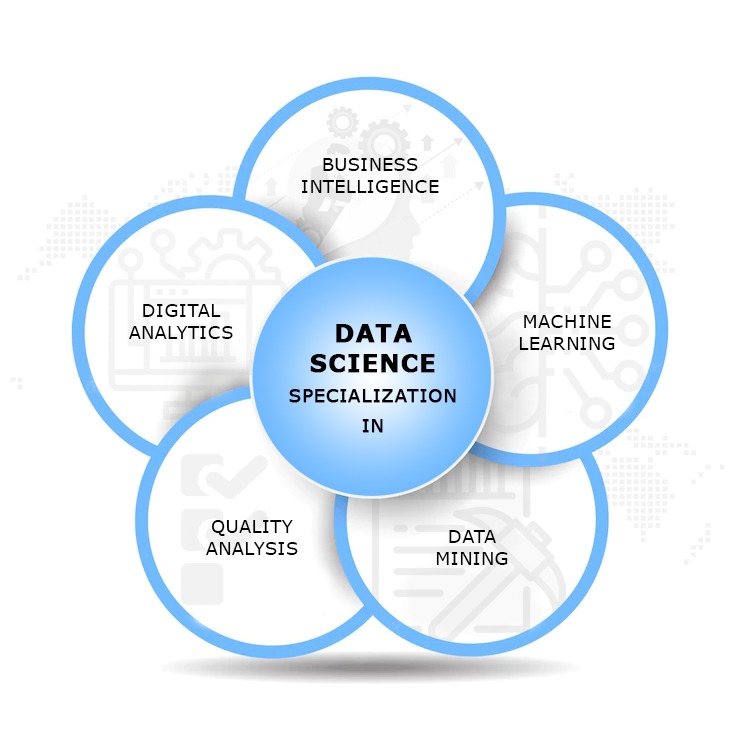 BUSINESS
INTELLIGENCE
DIGITAL
ANALYTICS
DATA
SCIENCE
SPECIALIZATION
IN
MACHINE
LEARNING
QUALITY
ANALYSIS
DATA
MINING